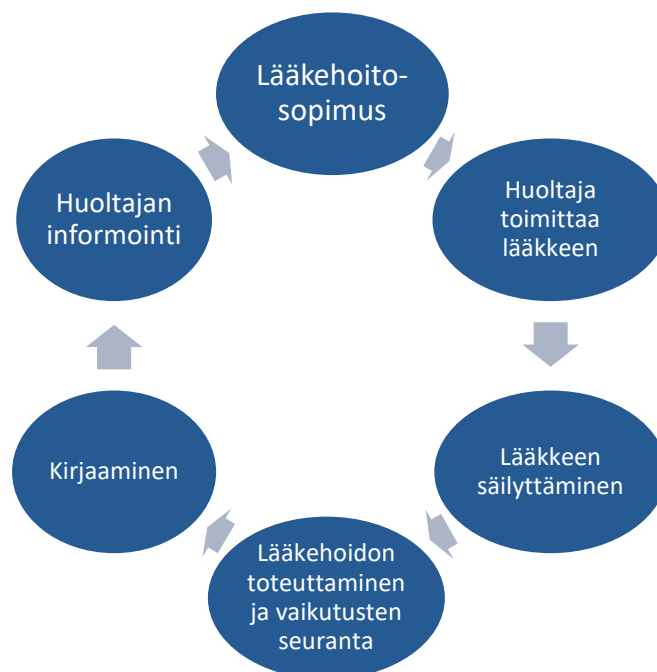 Lääkehoito-
sopimus
Huoltaja
toimittaa
lääkkeen
Lääkkeen
säilyttäminen
Lääkehoidon
toteuttaminen
ja vaikutusten
seuranta
Kirjaaminen
Huoltajan
informointi